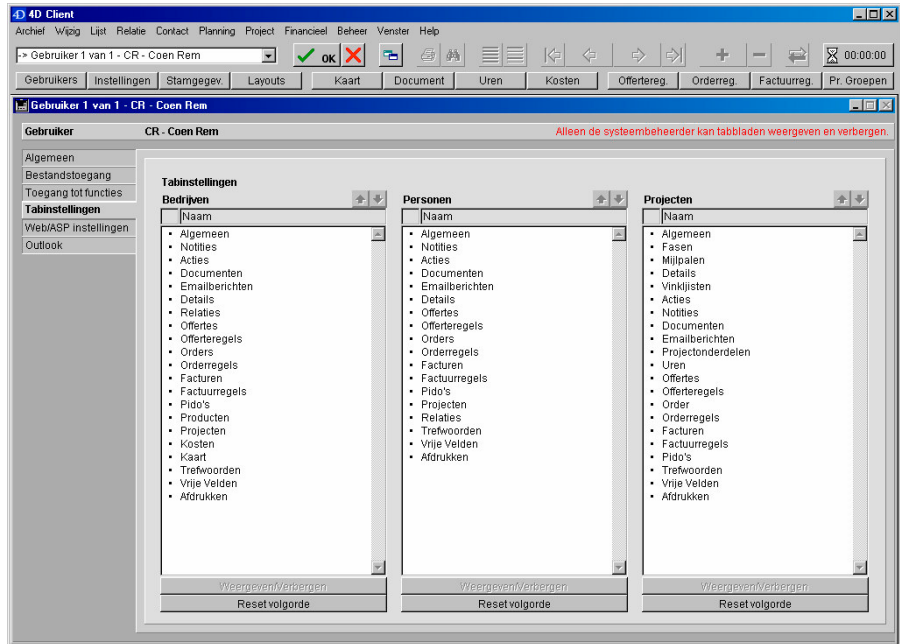 4D Client
Archief Wijzig Lijst Relatie Contact Planning Project Financieel Beheer Venster Help
-> Gebruiker 1 van 1 - CR - Coen Rem OK 00:00:00
Gebruikers Instellingen Stamgegev. Layouts Kaart Document Uren Kosten Offertereg. Orderreg. Factuurreg. Pr. Groepen
Gebruiker 1 van 1 - CR - Coen Rem
Gebruiker CR - Coen Rem Alleen de systeembeheerder kan tabbladen weergeven en verbergen.
Algemeen
Bestandstoegang
Toegang tot functies
Tabinstellingen
Web/ASP instellingen
Outlook
Tabinstellingen
Bedrijven
Naam
Algemeen
Notities
Acties
Documenten
Emailberichten
Details
Relaties
Offertes
Offerteregels
Orders
Orderregels
Facturen
Factuurregels
Pido's
Producten
Projecten
Kosten
Kaart
Trefwoorden
Vrije Velden
Afdrukken
Weergeven/Verbergen
Reset volgorde
Personen
Naam
Algemeen
Notities
Acties
Documenten
Emailberichten
Details
Offertes
Offerteregels
Orders
Orderregels
Facturen
Factuurregels
Pido's
Projecten
Relaties
Trefwoorden
Vrije Velden
Afdrukken
Weergeven/Verbergen
Reset volgorde
Projecten
Naam
Algemeen
Fasen
Mijlpalen
Details
Vinklijsten
Acties
Notities
Documenten
Emailberichten
Projectonderdelen
Uren
Offertes
Offerteregels
Order
Orderregels
Facturen
Factuurregels
Pido's
Trefwoorden
Vrije Velden
Afdrukken
Weergeven/Verbergen
Reset volgorde